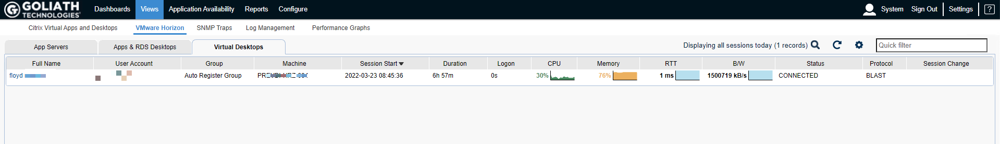 GOLIATH TECHNOLOGIES Dashboards Views Application Availability Reports Configure System Sign Out Settings ?
Citrix Virtual Apps and Desktops VMware Horizon SNMP Traps Log Management Performance Graphs
App Servers Apps & RDS Desktops Virtual Desktops Displaying all sessions today (1 records) Quick filter
Full Name User Account Group Machine Session Start Duration Logon CPU Memory RTT B/W Status Protocol Session Change
floyd Auto Register Group 2022-03-23 08:45:36 6h 57m 0s 30% 76% 1 ms 1500719 kB/s CONNECTED BLAST